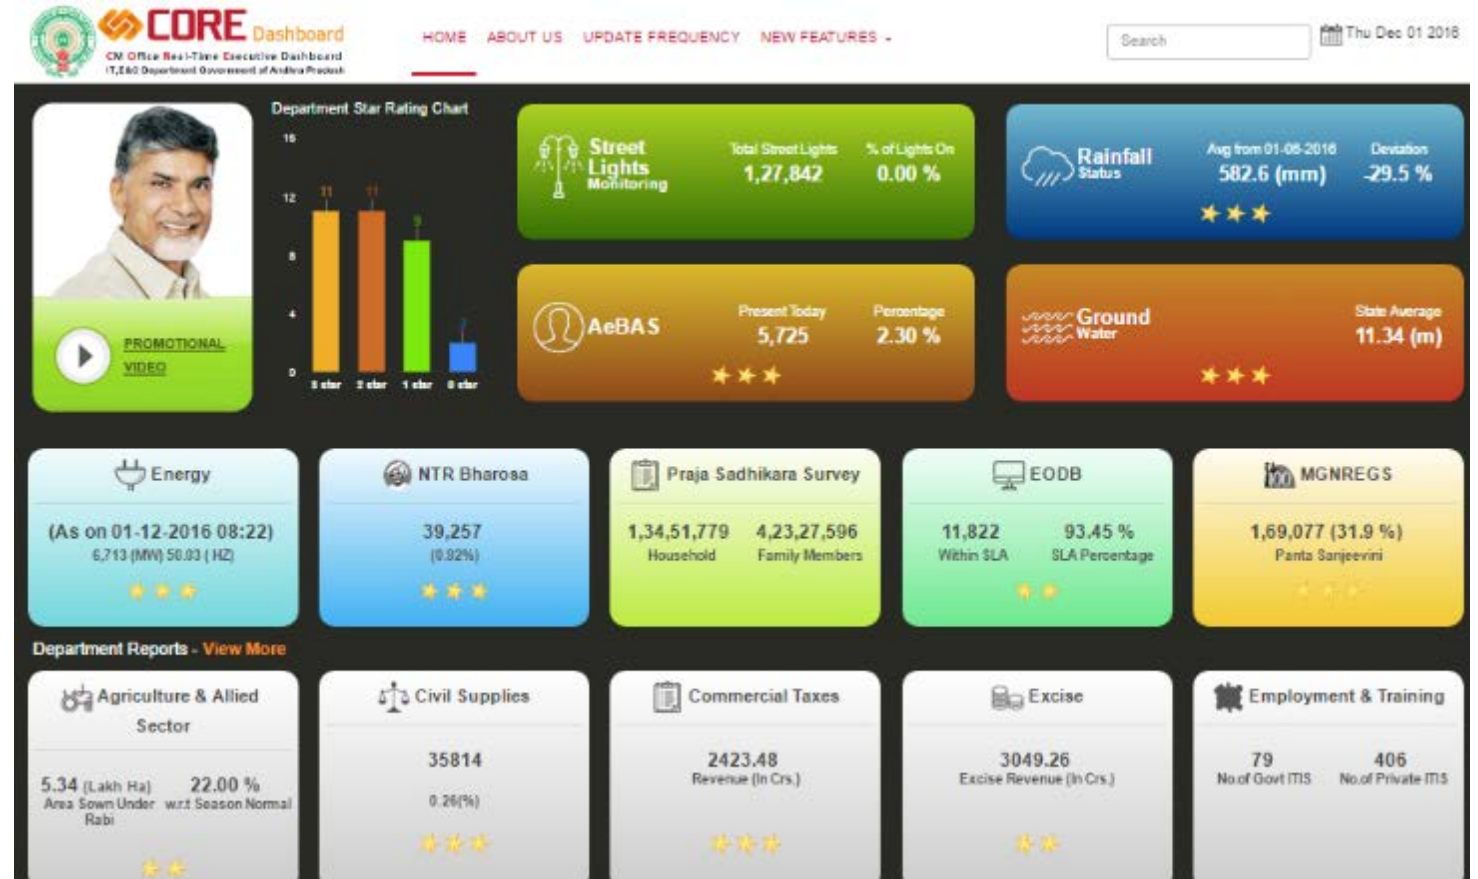 CORE Dashboard
CM Office Real-Time Executive Dashboard
IT,E&C Department Government of Andhra Pradesh
HOME ABOUT US UPDATE FREQUENCY NEW FEATURES
Search
Thu Dec 01 2016
PROMOTIONAL
VIDEO
Department Star Rating Chart
16
12
8
4
0
11 11 9 2
3 star 2 star 1 star 0 star
Street
Lights
Monitoring
Total Street Lights % of Lights On
1,27,842 0.00 %
Rainfall
Status
Avg from 01-06-2016 Deviation
582.6 (mm) -29.5 %
AeBAS
Present Today Percentage
5,725 2.30 %
Ground
Water
State Average
11.34 (m)
Energy
(As on 01-12-2016 08:22)
6,713 (MW) 50.03 ( HZ)
NTR Bharosa
39,257
(0.92%)
Praja Sadhikara Survey
1,34,51,779 4,23,27,596
Household Family Members
EODB
11,822 93.45 %
Within SLA SLA Percentage
MGNREGS
1,69,077 (31.9 %)
Panta Sanjeevini
Department Reports - View More
Agriculture & Allied
Sector
5.34 (Lakh Ha) 22.00 %
Area Sown Under w.r.t Season Normal
Rabi
Civil Supplies
35814
0.26(%)
Commercial Taxes
2423.48
Revenue (In Crs.)
Excise
3049.26
Excise Revenue (In Crs.)
Employment & Training
79 406
No.of Govt ITIS No.of Private ITIS